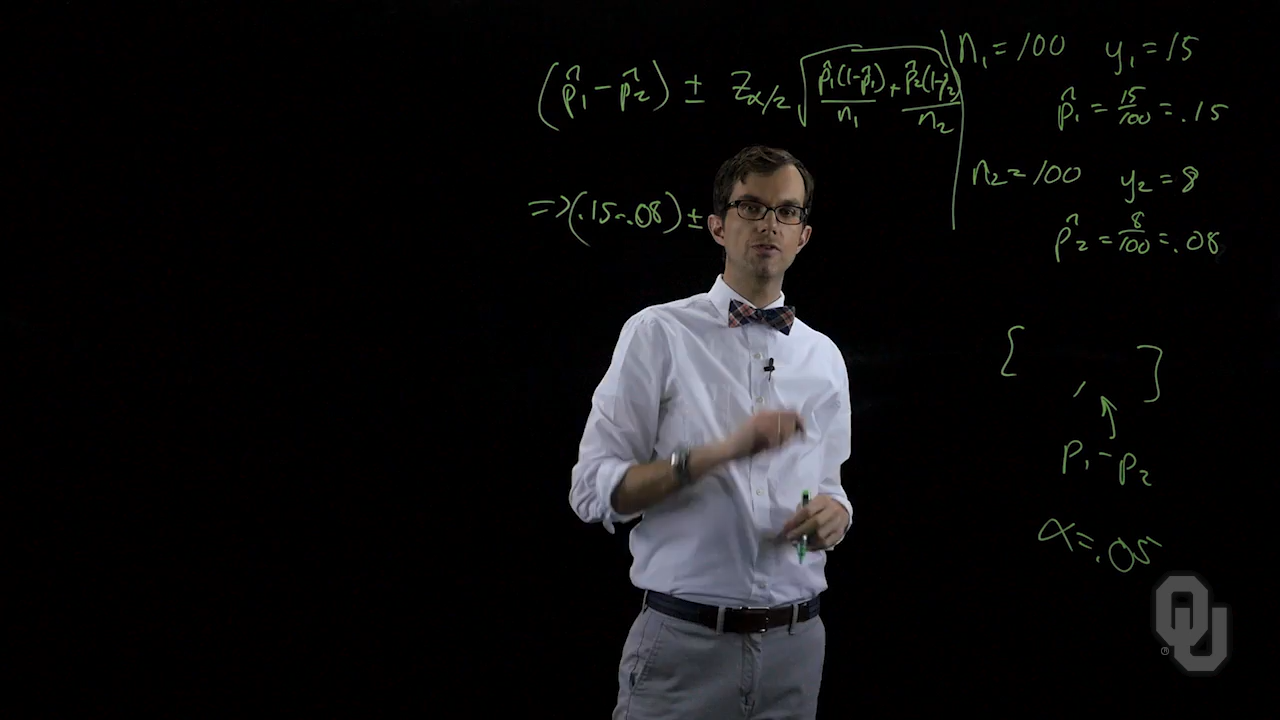 (p̂₁ - p̂₂) ± Z_{α/2} √(p̂₁(1-p̂₁)/n₁ + p̂₂(1-p̂₂)/n₂)
=> (.15-.08) ±
n₁ = 100 y₁ = 15
p̂₁ = 15/100 = .15
n₂ = 100 y₂ = 8
p̂₂ = 8/100 = .08
[ , ]
p₁ - p₂
α = .05
OU
®